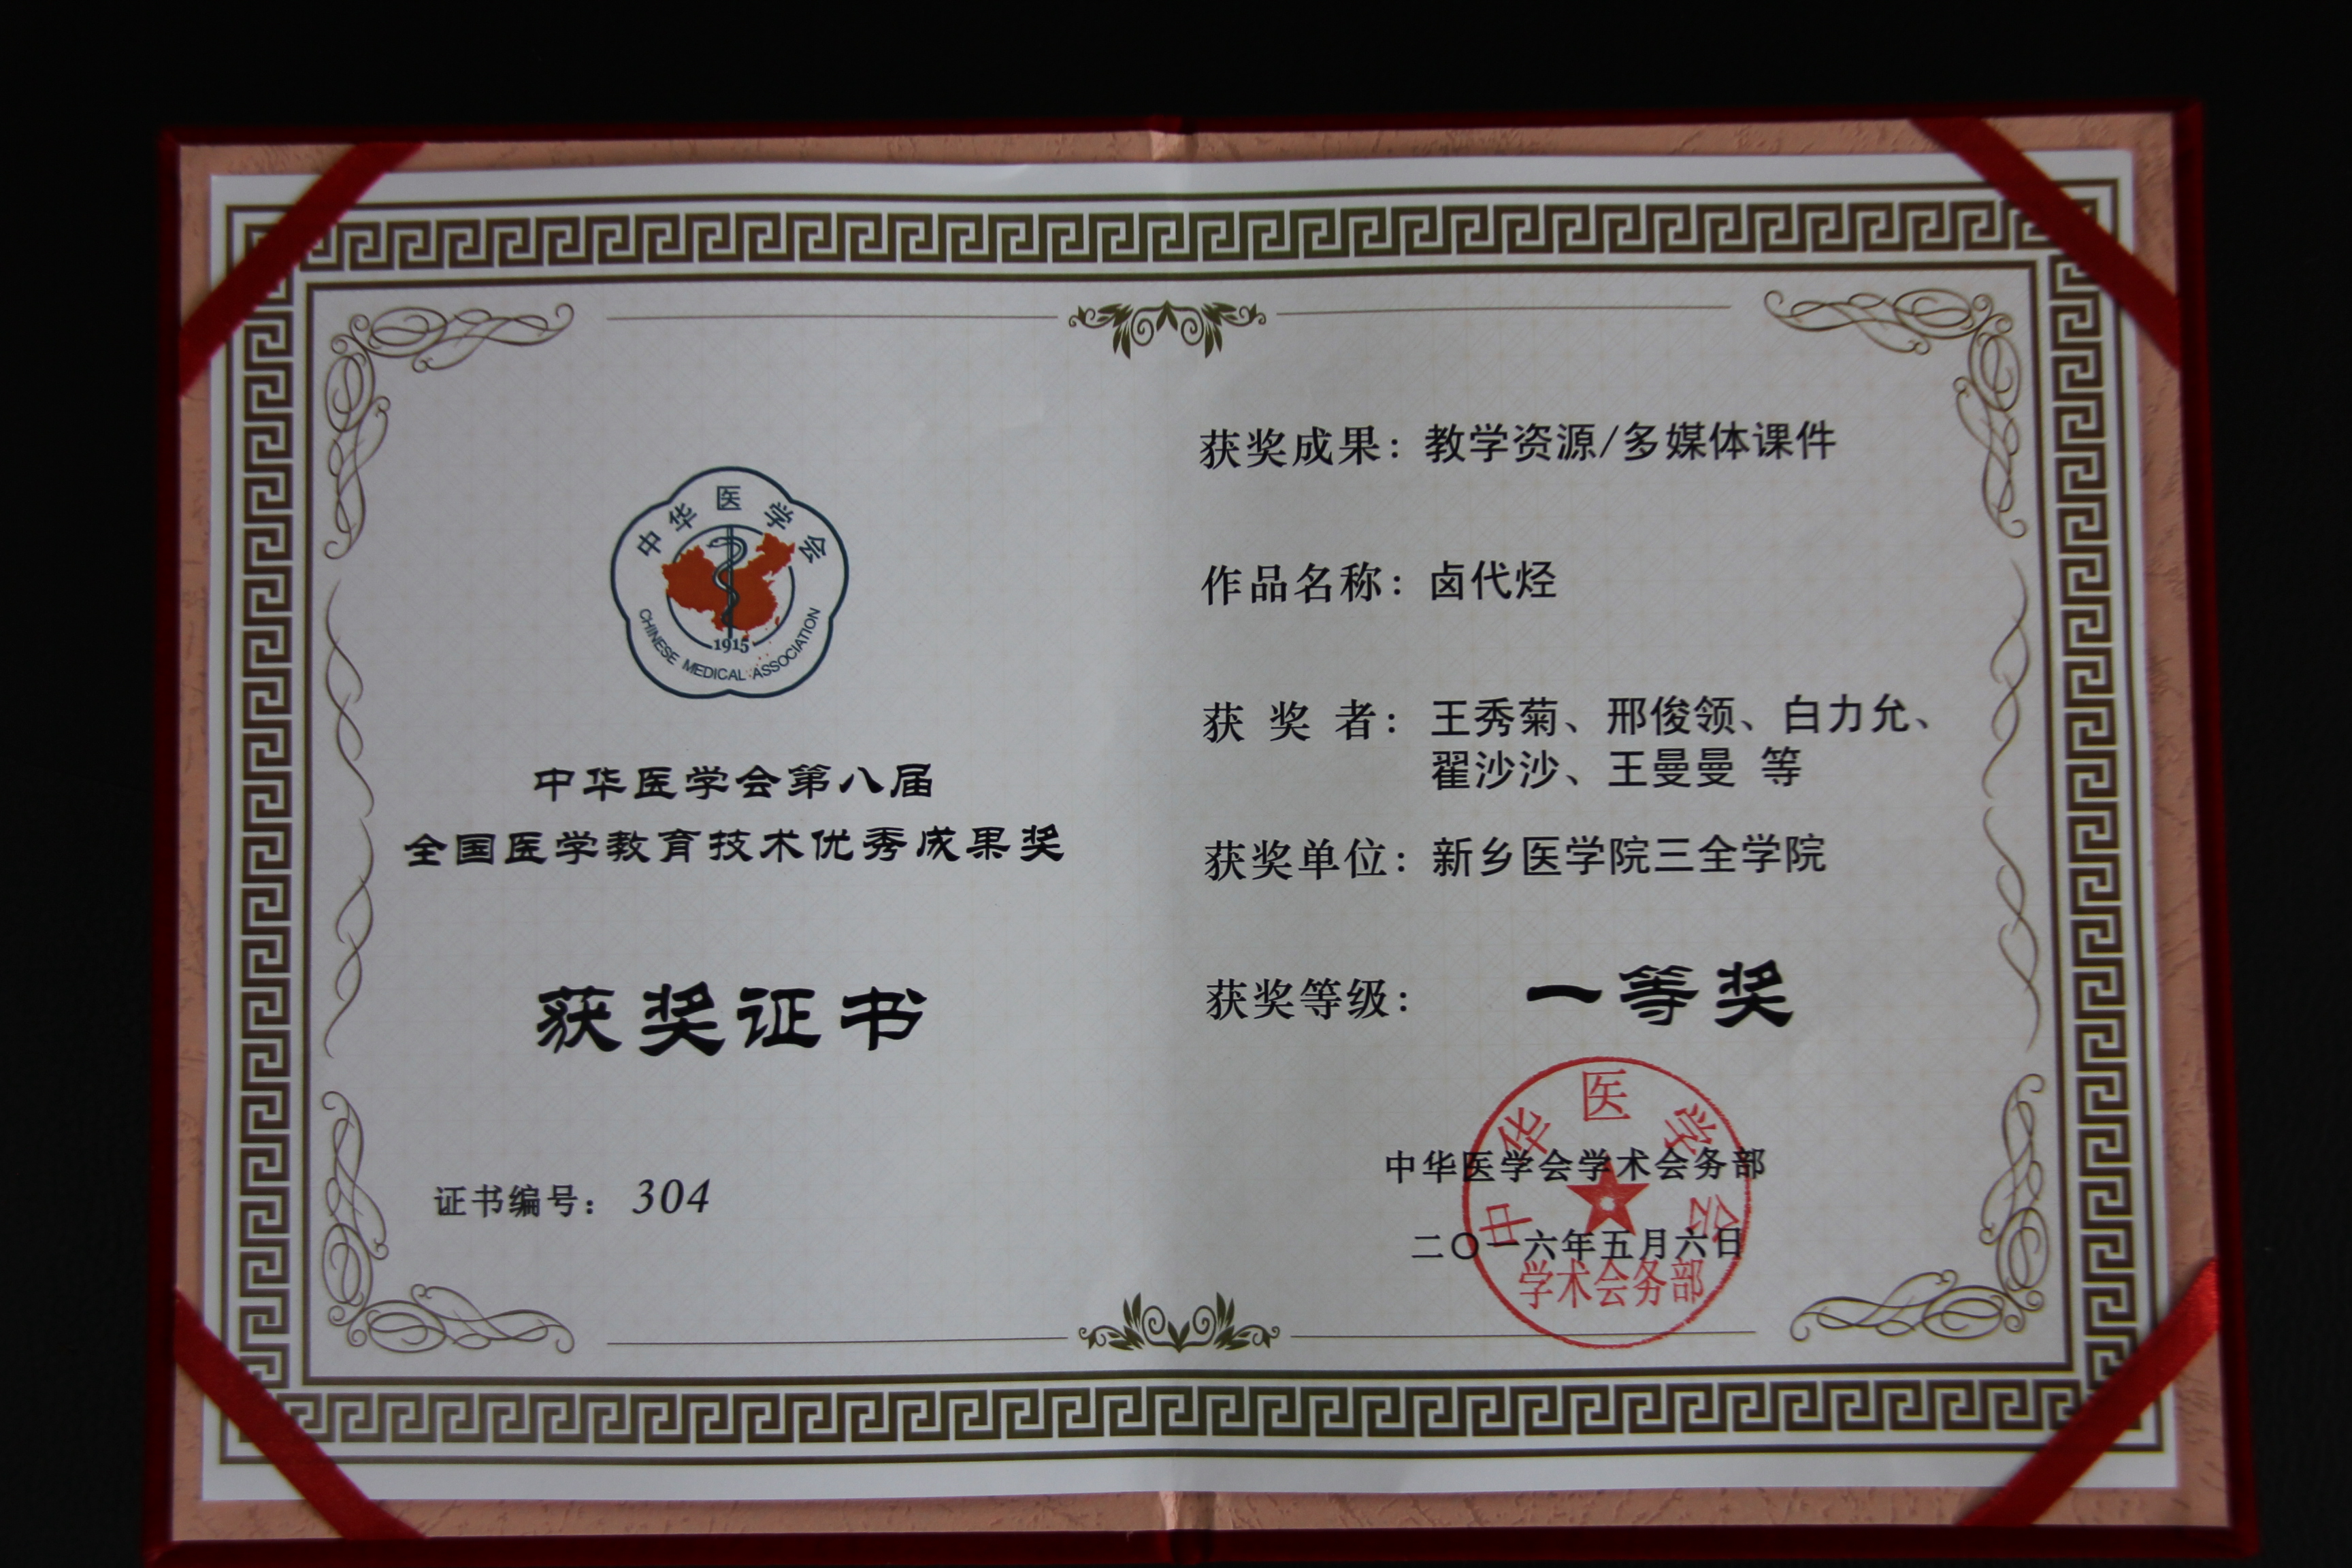 中华医学会
1915
CHINESE MEDICAL ASSOCIATION
中华医学会第八届
全国医学教育技术优秀成果奖
获奖证书
证书编号： 304
获奖成果：教学资源/多媒体课件
作品名称：卤代烃
获 奖 者：王秀菊、邢俊领、白力允、
翟沙沙、王曼曼 等
获奖单位：新乡医学院三全学院
获奖等级： 一等奖
中华医学会学术会务部
二〇一六年五月六日
中华医学会
学术会务部